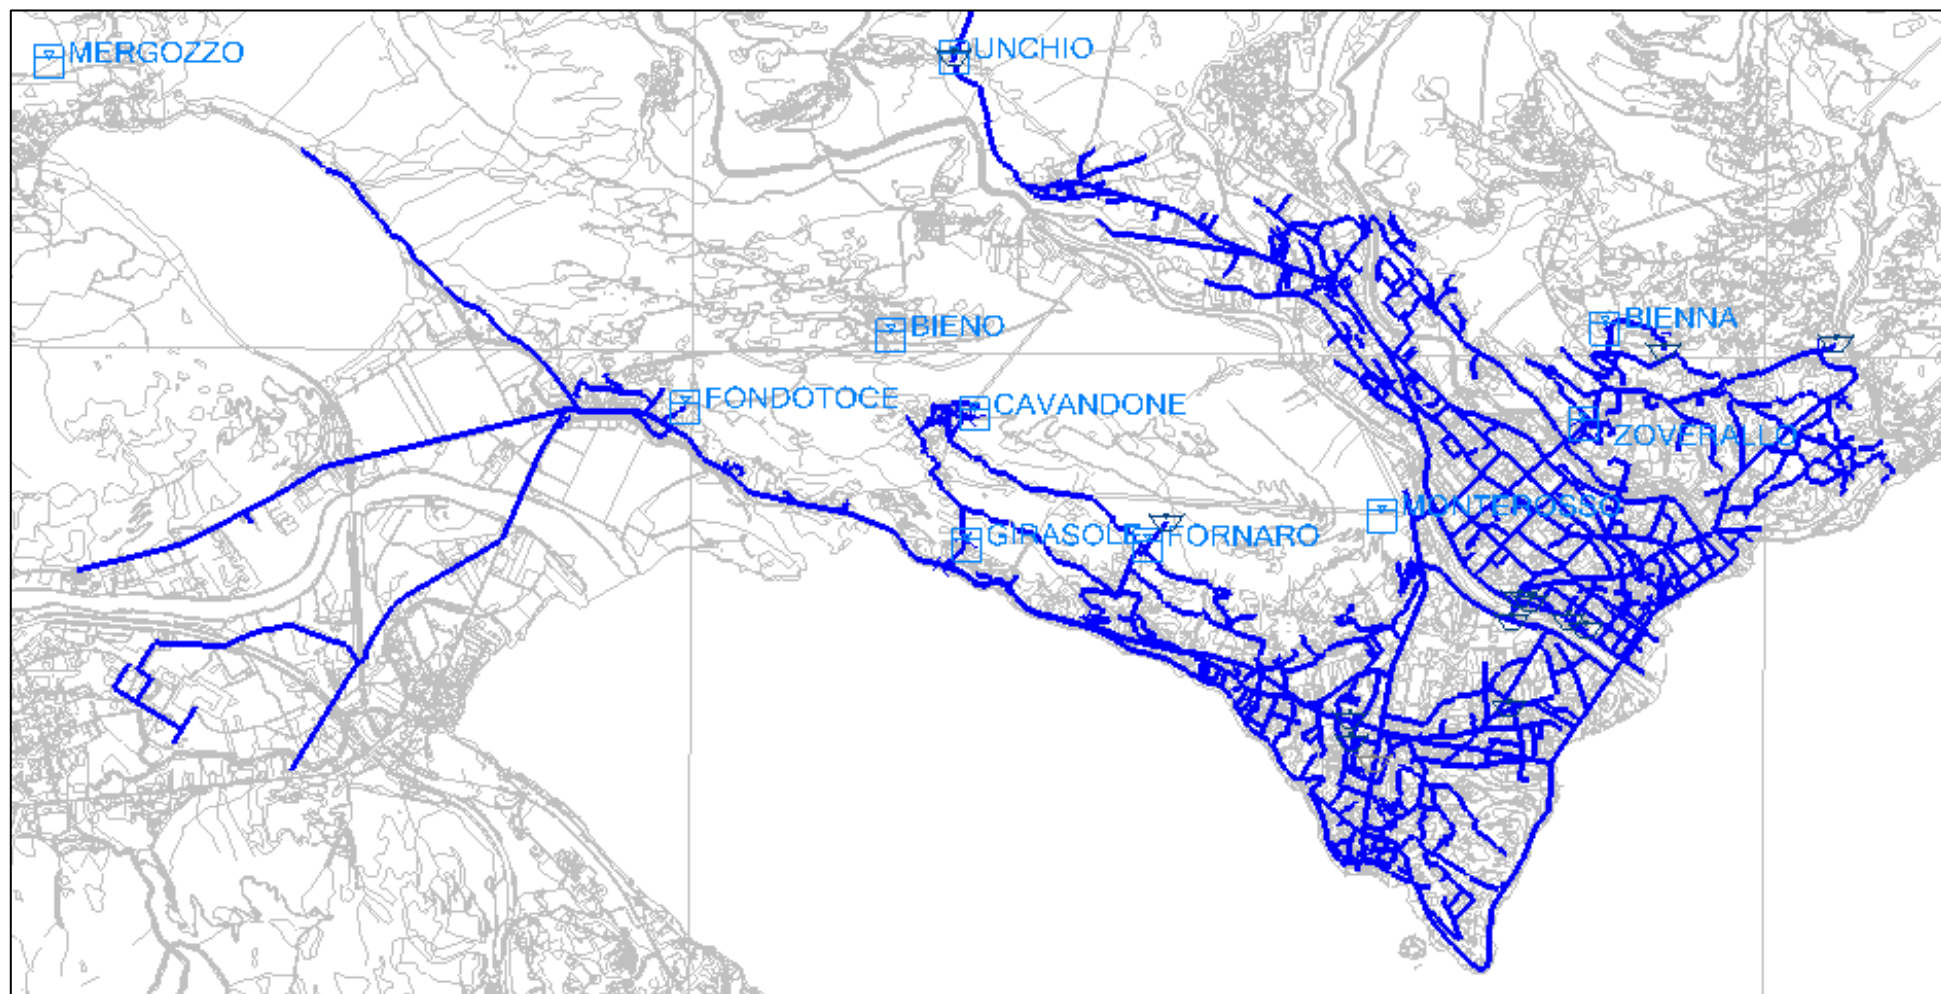 MERGOZZO
UNCHIO
BIENO
BIENNA
FONDOTOCE
CAVANDONE
ZOVERALLO
MONTEROSSO
GIRASOLE
FORNARO